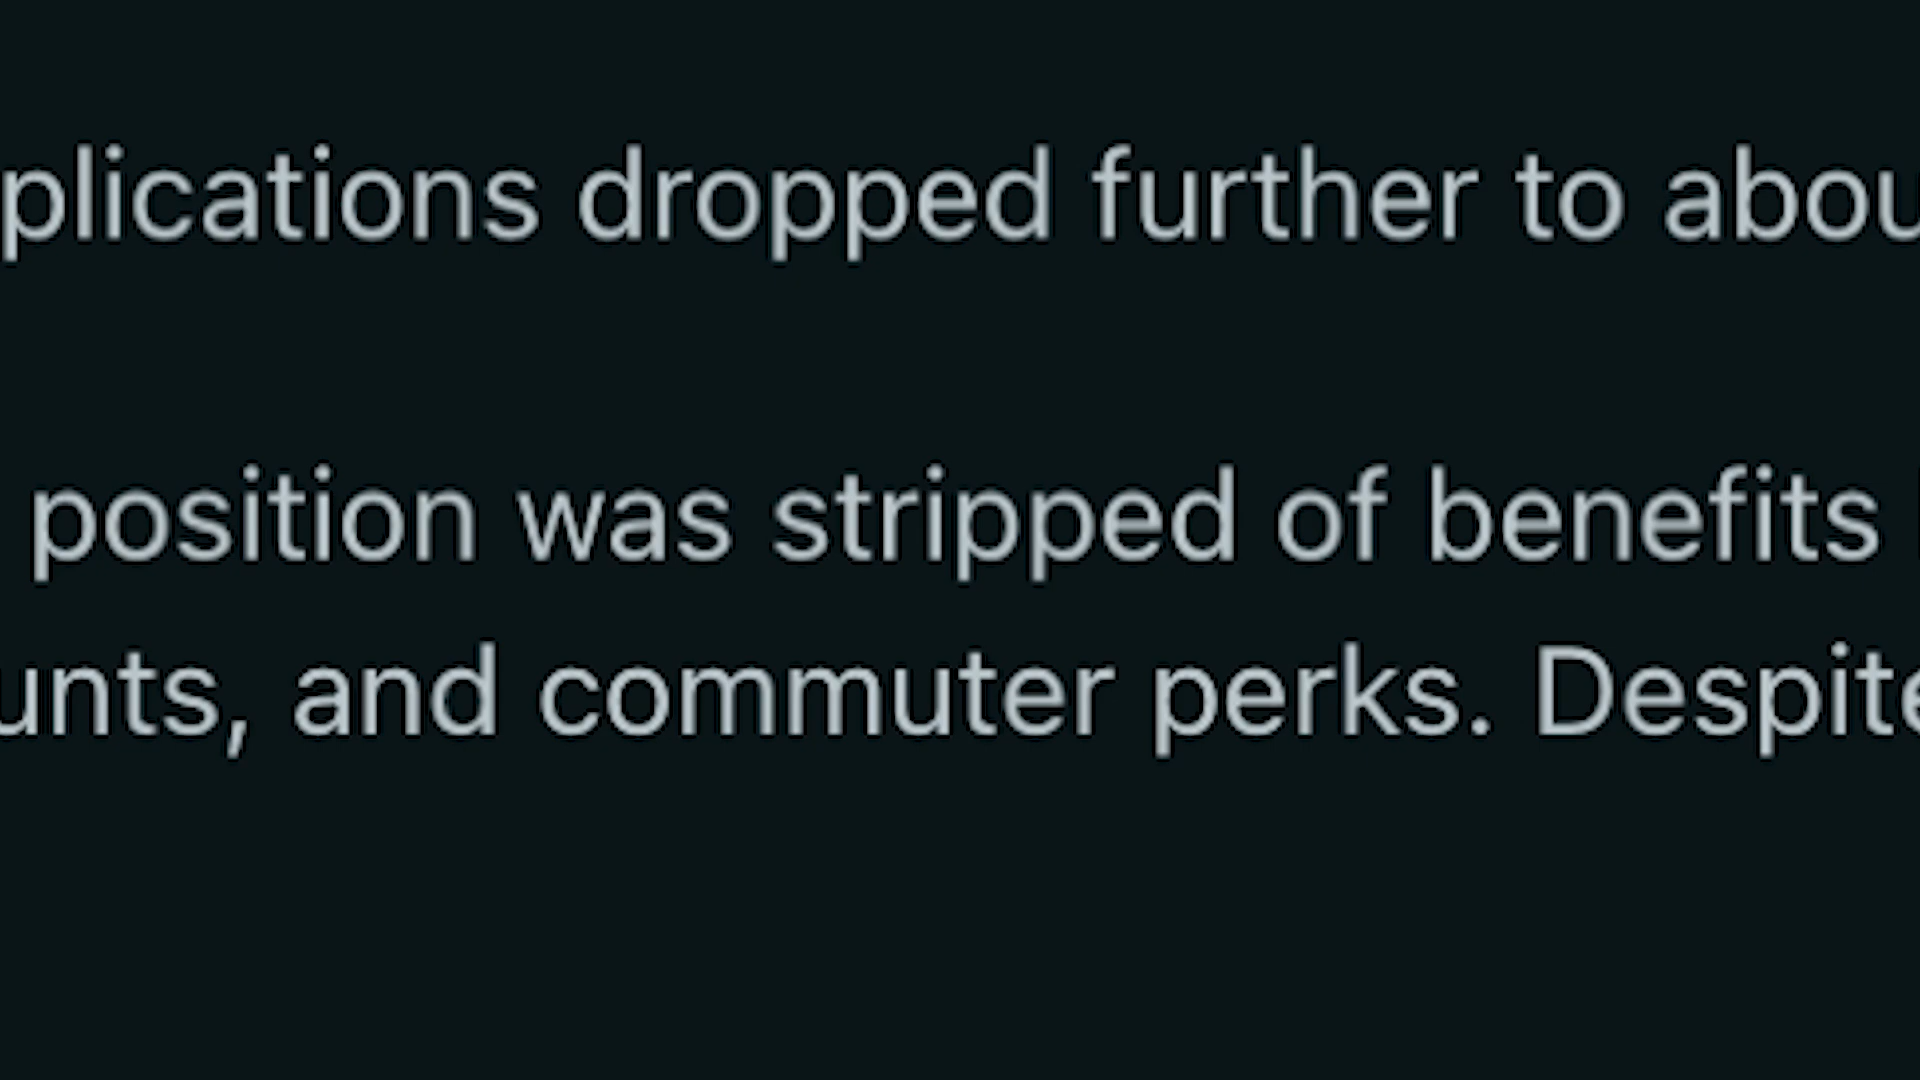 plications dropped further to abou
position was stripped of benefits
unts, and commuter perks. Despite